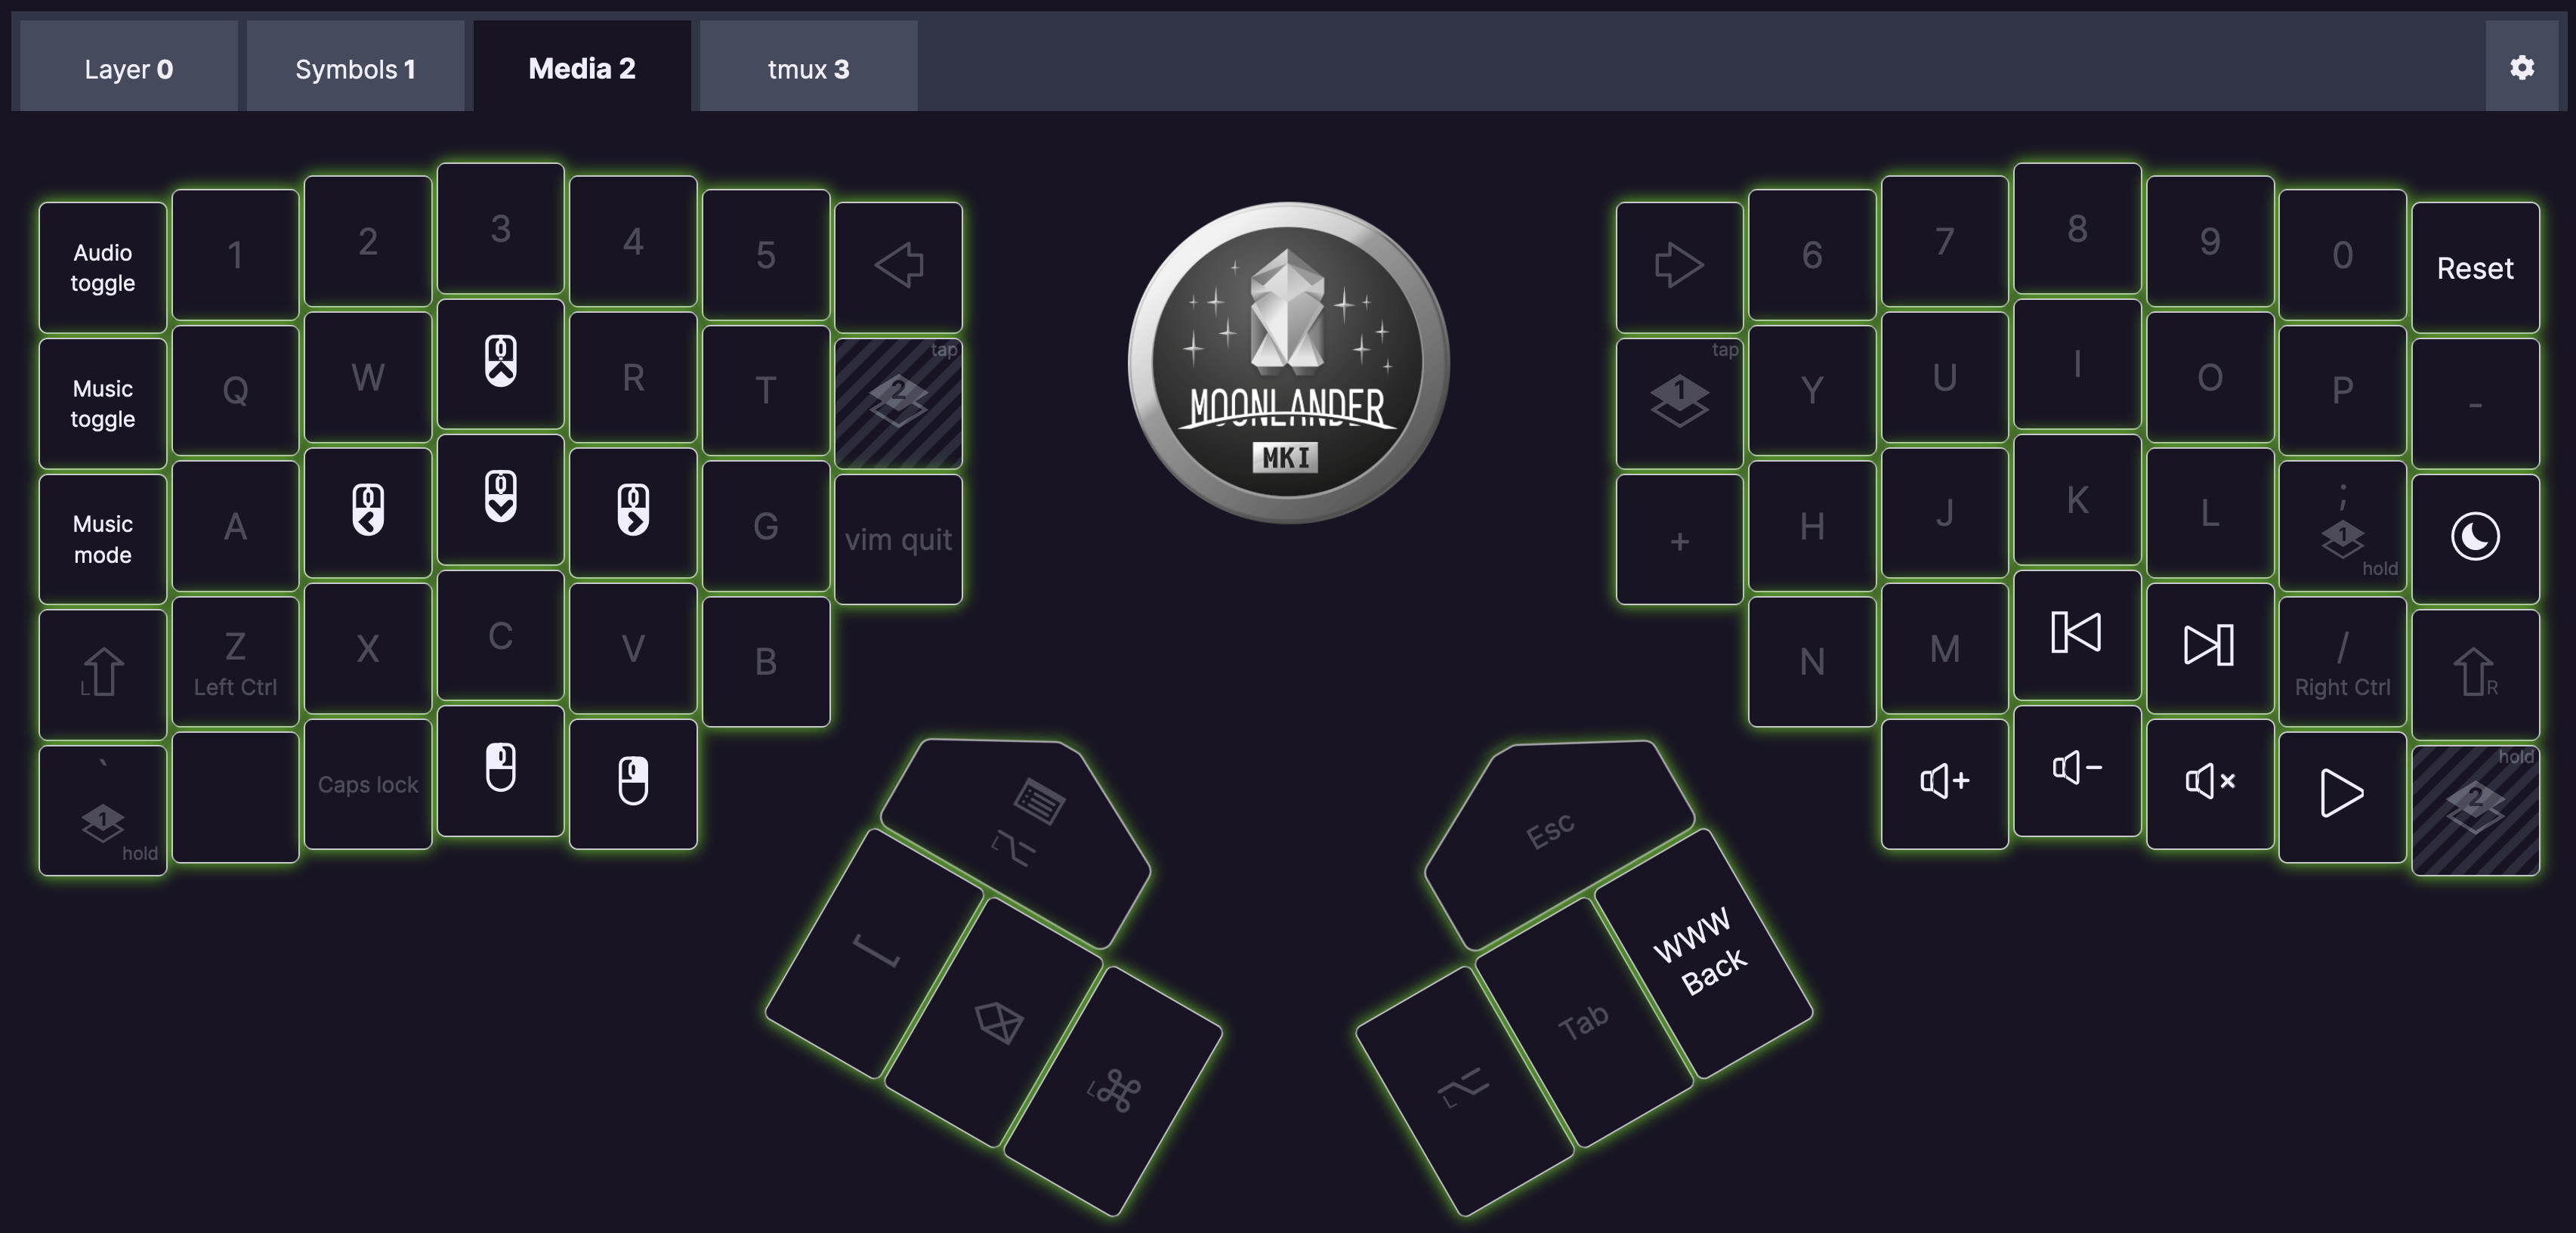 Layer 0
Symbols 1
Media 2
tmux 3
Audio
toggle
1
2
3
4
5
6
7
8
9
0
Reset
Music
toggle
Q
W
R
T
tap
2
tap
1
Y
U
I
O
P
-
MOONLANDER
MKI
Music
mode
A
G
vim quit
+
H
J
K
L
;
1
hold
L
Z
Left Ctrl
X
C
V
B
N
M
/
Right Ctrl
R
`
1
hold
Caps lock
hold
2
L
Esc
[
L
L
Tab
WWW
Back